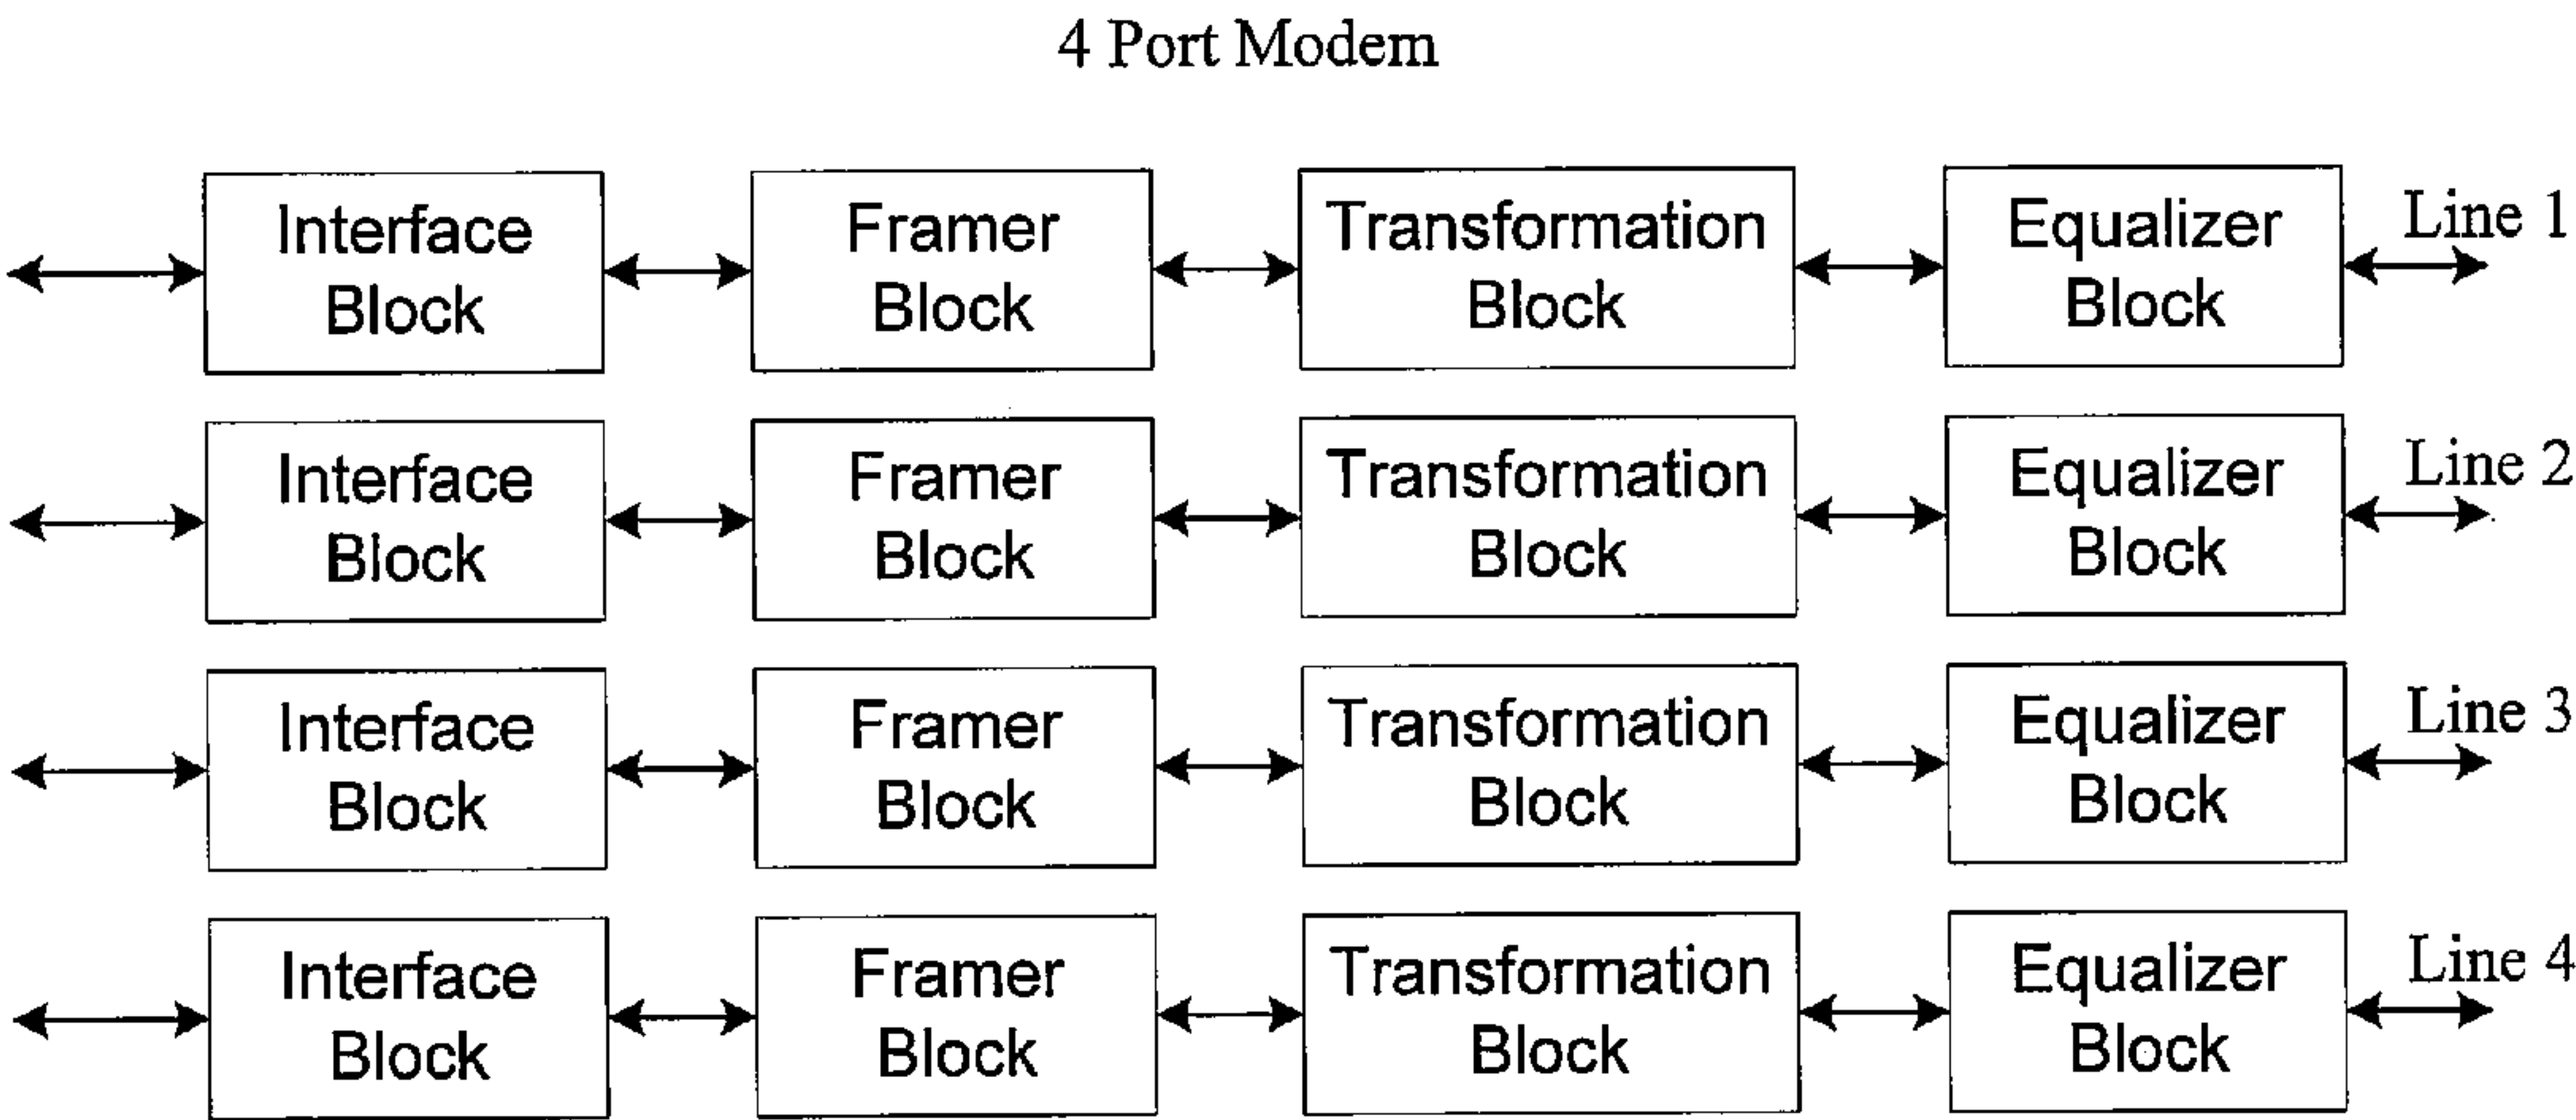 4 Port Modem
Interface
Block
Framer
Block
Transformation
Block
Equalizer
Block
Line 1
Interface
Block
Framer
Block
Transformation
Block
Equalizer
Block
Line 2
Interface
Block
Framer
Block
Transformation
Block
Equalizer
Block
Line 3
Interface
Block
Framer
Block
Transformation
Block
Equalizer
Block
Line 4